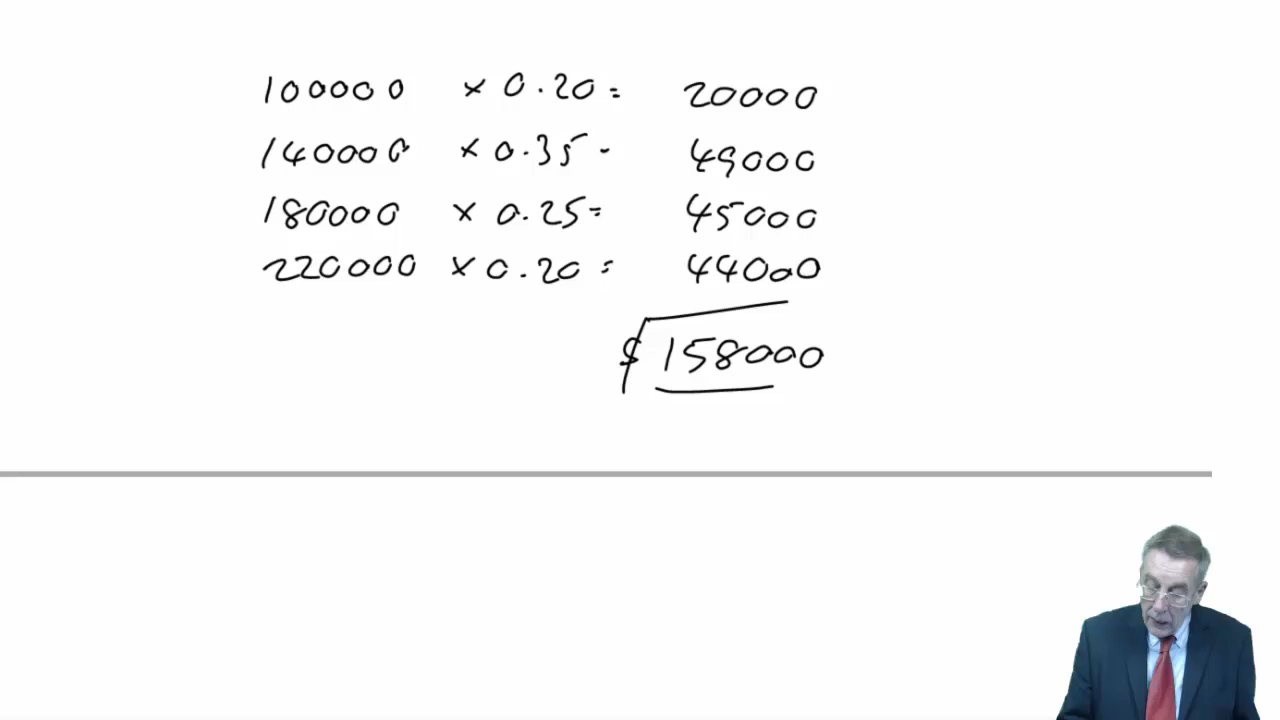 100000 × 0.20 = 20000
140000 × 0.35 - 49000
180000 × 0.25 = 45000
220000 × 0.20 = 44000
$ 158000